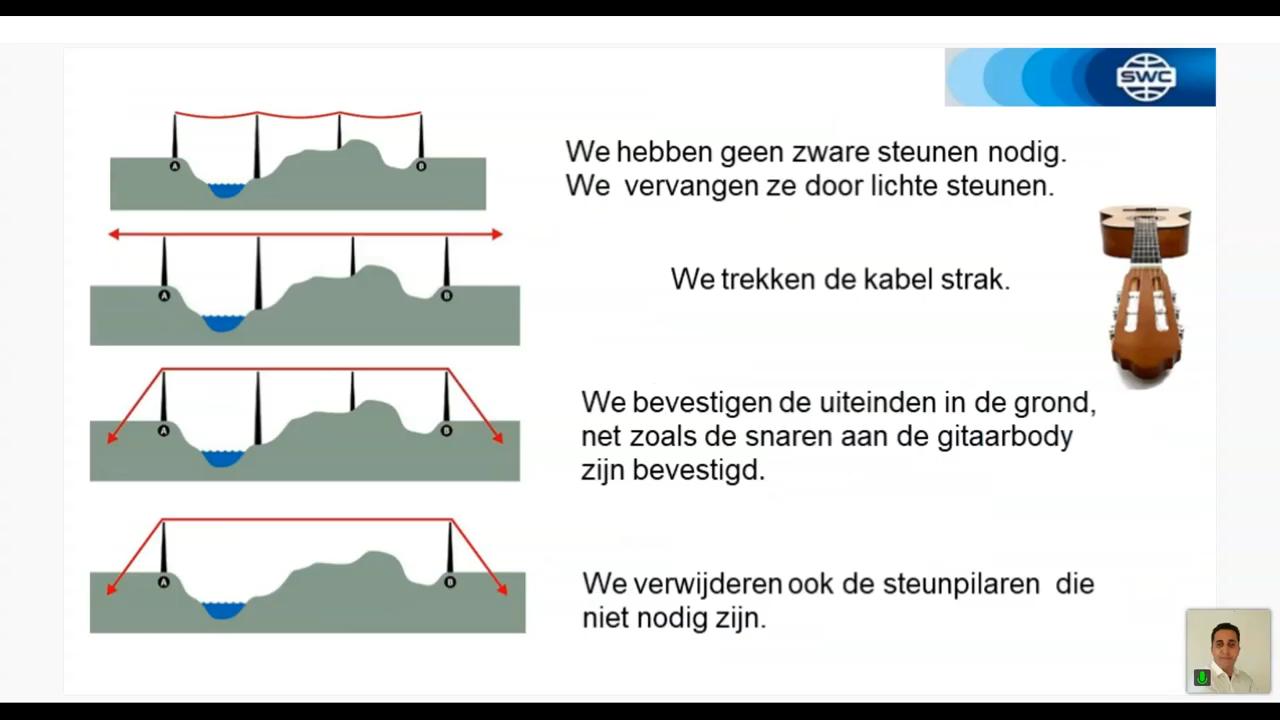 SWC
We hebben geen zware steunen nodig.
We vervangen ze door lichte steunen.
A
B
We trekken de kabel strak.
A
B
We bevestigen de uiteinden in de grond,
net zoals de snaren aan de gitaarbody
zijn bevestigd.
A
B
We verwijderen ook de steunpilaren die
niet nodig zijn.
A
B